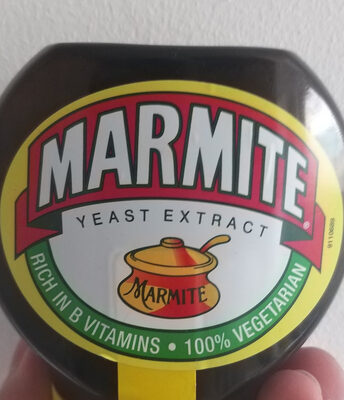 MARMITE
YEAST EXTRACT
MARMITE
RICH IN B VITAMINS • 100% VEGETARIAN